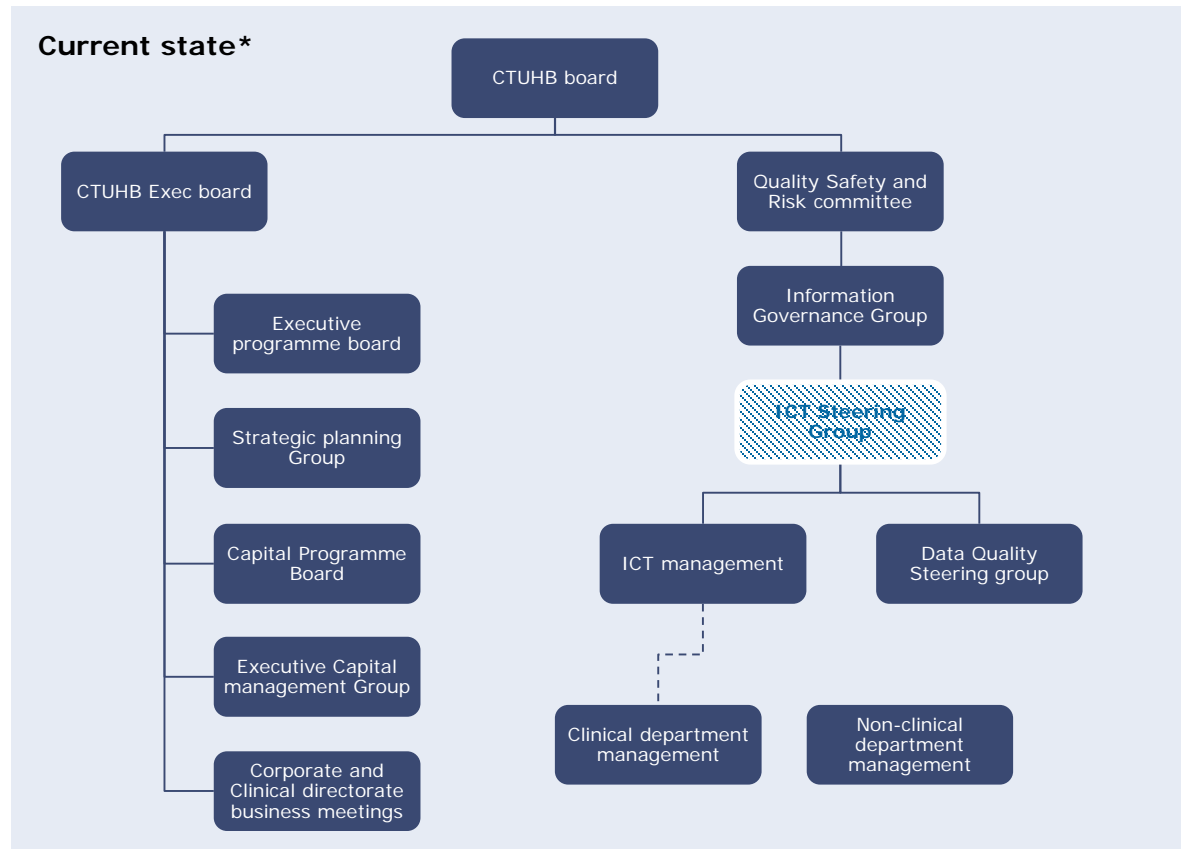 Current state*
CTUHB board
CTUHB Exec board
Quality Safety and
Risk committee
Information
Governance Group
Executive
programme board
ICT Steering
Group
Strategic planning
Group
Capital Programme
Board
ICT management
Data Quality
Steering group
Executive Capital
management Group
Clinical department
management
Non-clinical
department
management
Corporate and
Clinical directorate
business meetings